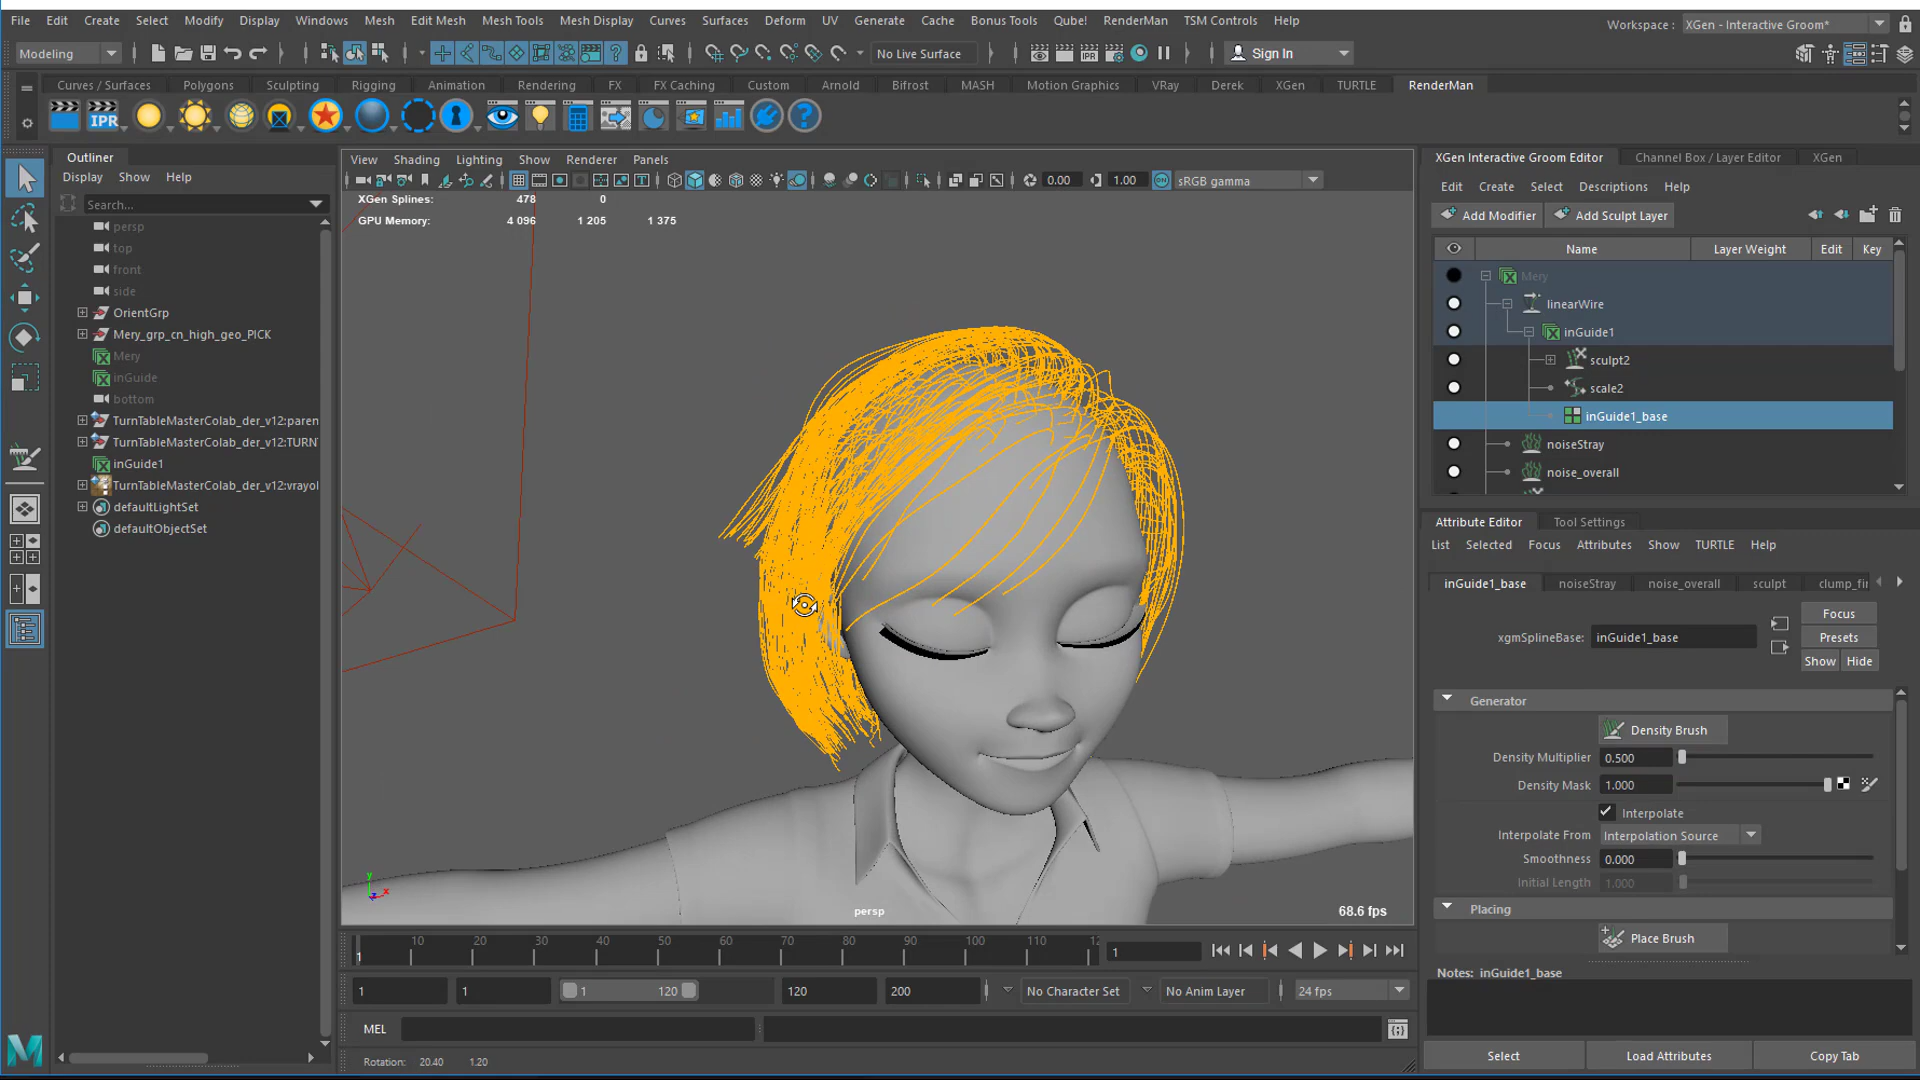 File Edit Create Select Modify Display Windows Mesh Edit Mesh Mesh Tools Mesh Display Curves Surfaces Deform UV Generate Cache Bonus Tools Qube! RenderMan TSM Controls Help
Workspace : XGen - Interactive Groom*
Modeling
No Live Surface
Sign In
Curves / Surfaces Polygons Sculpting Rigging Animation Rendering FX FX Caching Custom Arnold Bifrost MASH Motion Graphics VRay Derek XGen TURTLE RenderMan
IPR
Outliner
Display Show Help
Search...
persp
top
front
side
OrientGrp
Mery_grp_cn_high_geo_PICK
Mery
inGuide
bottom
TurnTableMasterColab_der_v12:paren
TurnTableMasterColab_der_v12:TURN
inGuide1
TurnTableMasterColab_der_v12:vrayol
defaultLightSet
defaultObjectSet
View Shading Lighting Show Renderer Panels
0.00 1.00 sRGB gamma
XGen Splines: 478 0
GPU Memory: 4 096 1 205 1 375
y
x
z
persp
68.6 fps
XGen Interactive Groom Editor Channel Box / Layer Editor XGen
Edit Create Select Descriptions Help
Add Modifier Add Sculpt Layer
Name Layer Weight Edit Key
Mery
linearWire
inGuide1
sculpt2
scale2
inGuide1_base
noiseStray
noise_overall
Attribute Editor Tool Settings
List Selected Focus Attributes Show TURTLE Help
inGuide1_base noiseStray noise_overall sculpt clump_fir
xgmSplineBase: inGuide1_base
Focus
Presets
Show Hide
Generator
Density Brush
Density Multiplier 0.500
Density Mask 1.000
Interpolate
Interpolate From Interpolation Source
Smoothness 0.000
Initial Length 1.000
Placing
Place Brush
Notes: inGuide1_base
Select Load Attributes Copy Tab
1 10 20 30 40 50 60 70 80 90 100 110 12
1
1 1 1 120 120 200
No Character Set No Anim Layer 24 fps
MEL
Rotation: 20.40 1.20